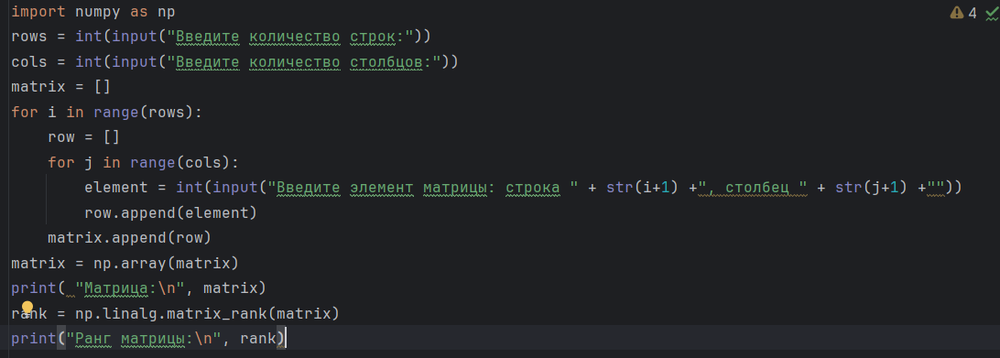 import numpy as np
4
rows = int(input("Введите количество строк:"))
cols = int(input("Введите количество столбцов:"))
matrix = []
for i in range(rows):
    row = []
    for j in range(cols):
        element = int(input("Введите элемент матрицы: строка " + str(i+1) +", столбец " + str(j+1) +""))
        row.append(element)
    matrix.append(row)
matrix = np.array(matrix)
print( "Матрица:\n", matrix)
rank = np.linalg.matrix_rank(matrix)
print("Ранг матрицы:\n", rank)